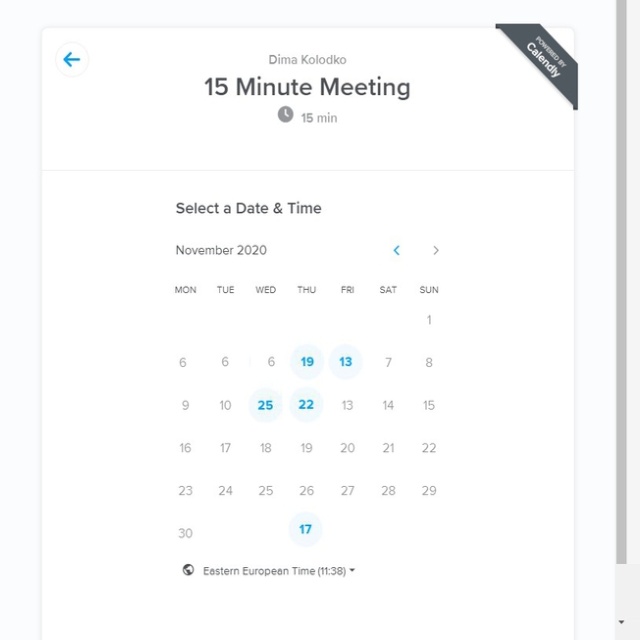 POWERED BY
Calendly
Dima Kolodko
15 Minute Meeting
15 min
Select a Date & Time
November 2020
MON TUE WED THU FRI SAT SUN
1
6 6 6 19 13 7 8
9 10 25 22 13 14 15
16 17 18 19 20 21 22
23 24 25 26 27 28 29
30 17
Eastern European Time (11:38)